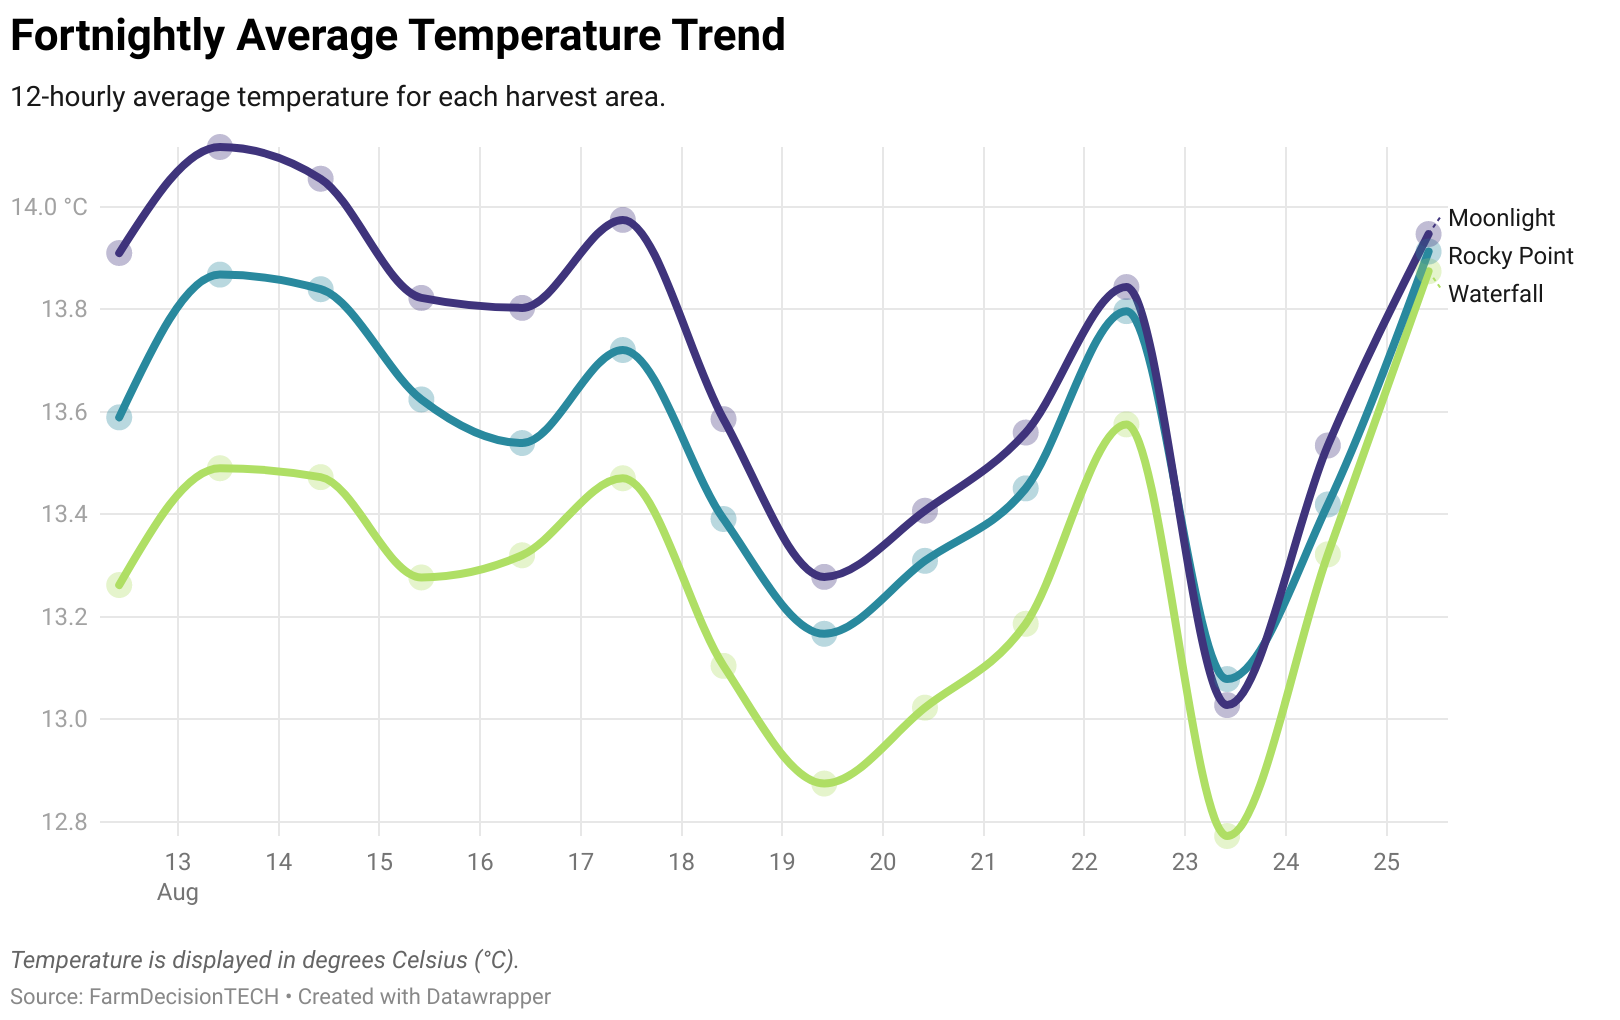 Fortnightly Average Temperature Trend
12-hourly average temperature for each harvest area.
14.0 °C
13.8
13.6
13.4
13.2
13.0
12.8
Moonlight
Rocky Point
Waterfall
13 14 15 16 17 18 19 20 21 22 23 24 25
Aug
Temperature is displayed in degrees Celsius (°C).
Source: FarmDecisionTECH • Created with Datawrapper